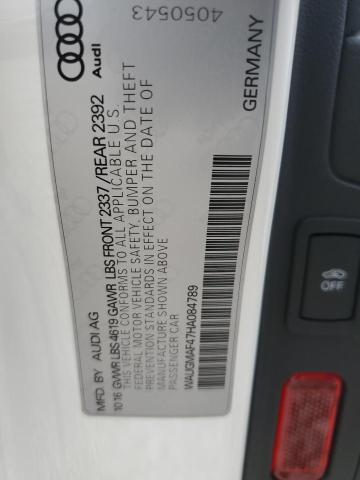 Audi
4050543
MFD. BY AUDI AG
10 16 GVWR LBS 4619 GAWR LBS FRONT 2337 / REAR 2392
THIS VEHICLE CONFORMS TO ALL APPLICABLE U.S.
FEDERAL MOTOR VEHICLE SAFETY, BUMPER AND THEFT
PREVENTION STANDARDS IN EFFECT ON THE DATE OF
MANUFACTURE SHOWN ABOVE
PASSENGER CAR
WAUGMAF47HA084789
GERMANY
OFF